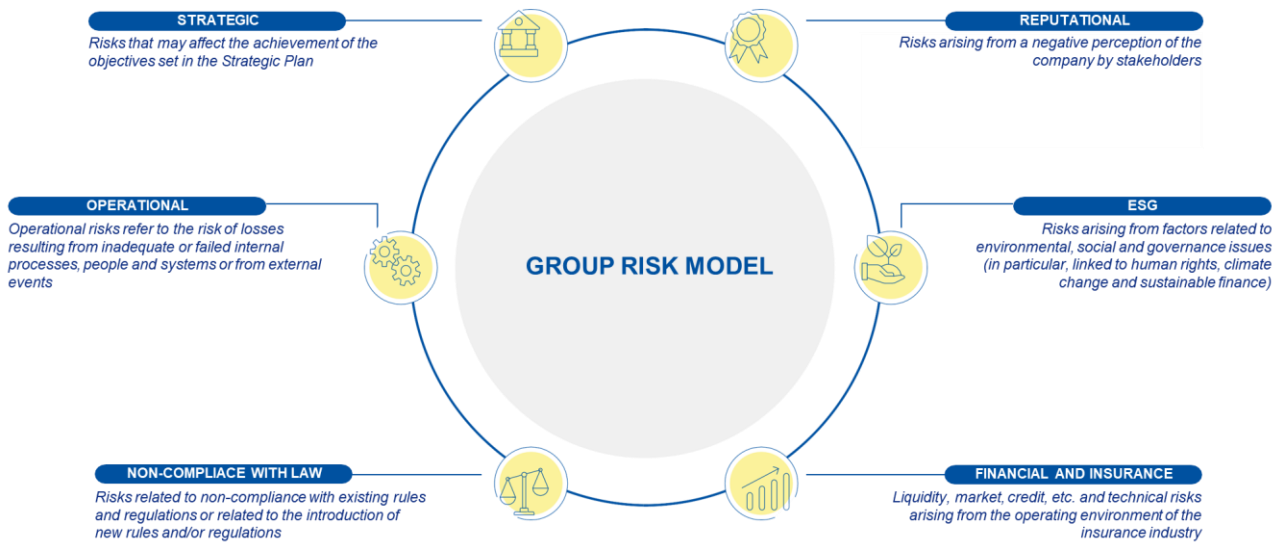 STRATEGIC
Risks that may affect the achievement of the
objectives set in the Strategic Plan
REPUTATIONAL
Risks arising from a negative perception of the
company by stakeholders
OPERATIONAL
Operational risks refer to the risk of losses
resulting from inadequate or failed internal
processes, people and systems or from external
events
GROUP RISK MODEL
ESG
Risks arising from factors related to
environmental, social and governance issues
(in particular, linked to human rights, climate
change and sustainable finance)
NON-COMPLIACE WITH LAW
Risks related to non-compliance with existing rules
and regulations or related to the introduction of
new rules and/or regulations
FINANCIAL AND INSURANCE
Liquidity, market, credit, etc. and technical risks
arising from the operating environment of the
insurance industry